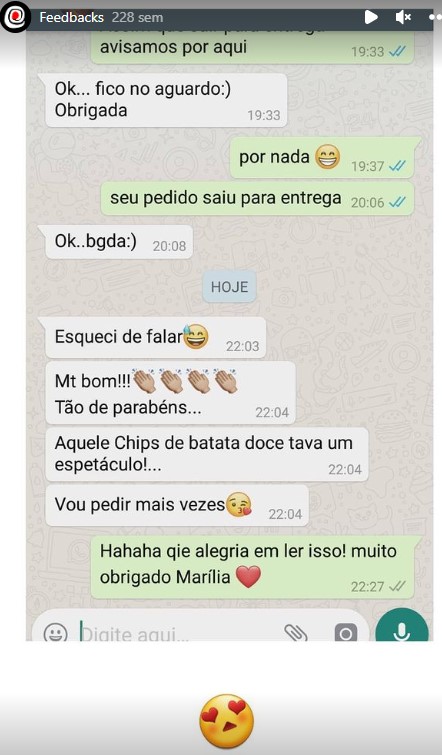 Feedbacks 228 sem
avisamos por aqui
19:33
Ok... fico no aguardo:)
Obrigada
19:33
por nada 😁
19:37
seu pedido saiu para entrega 20:06
Ok..bgda:) 20:08
HOJE
Esqueci de falar😅
22:03
Mt bom!!!👏🏽👏🏽👏🏽👏🏽
Tão de parabéns... 22:04
Aquele Chips de batata doce tava um
espetáculo!... 22:04
Vou pedir mais vezes😘 22:04
Hahaha qie alegria em ler isso! muito
obrigado Marília ❤️
22:27
Digite aqui...